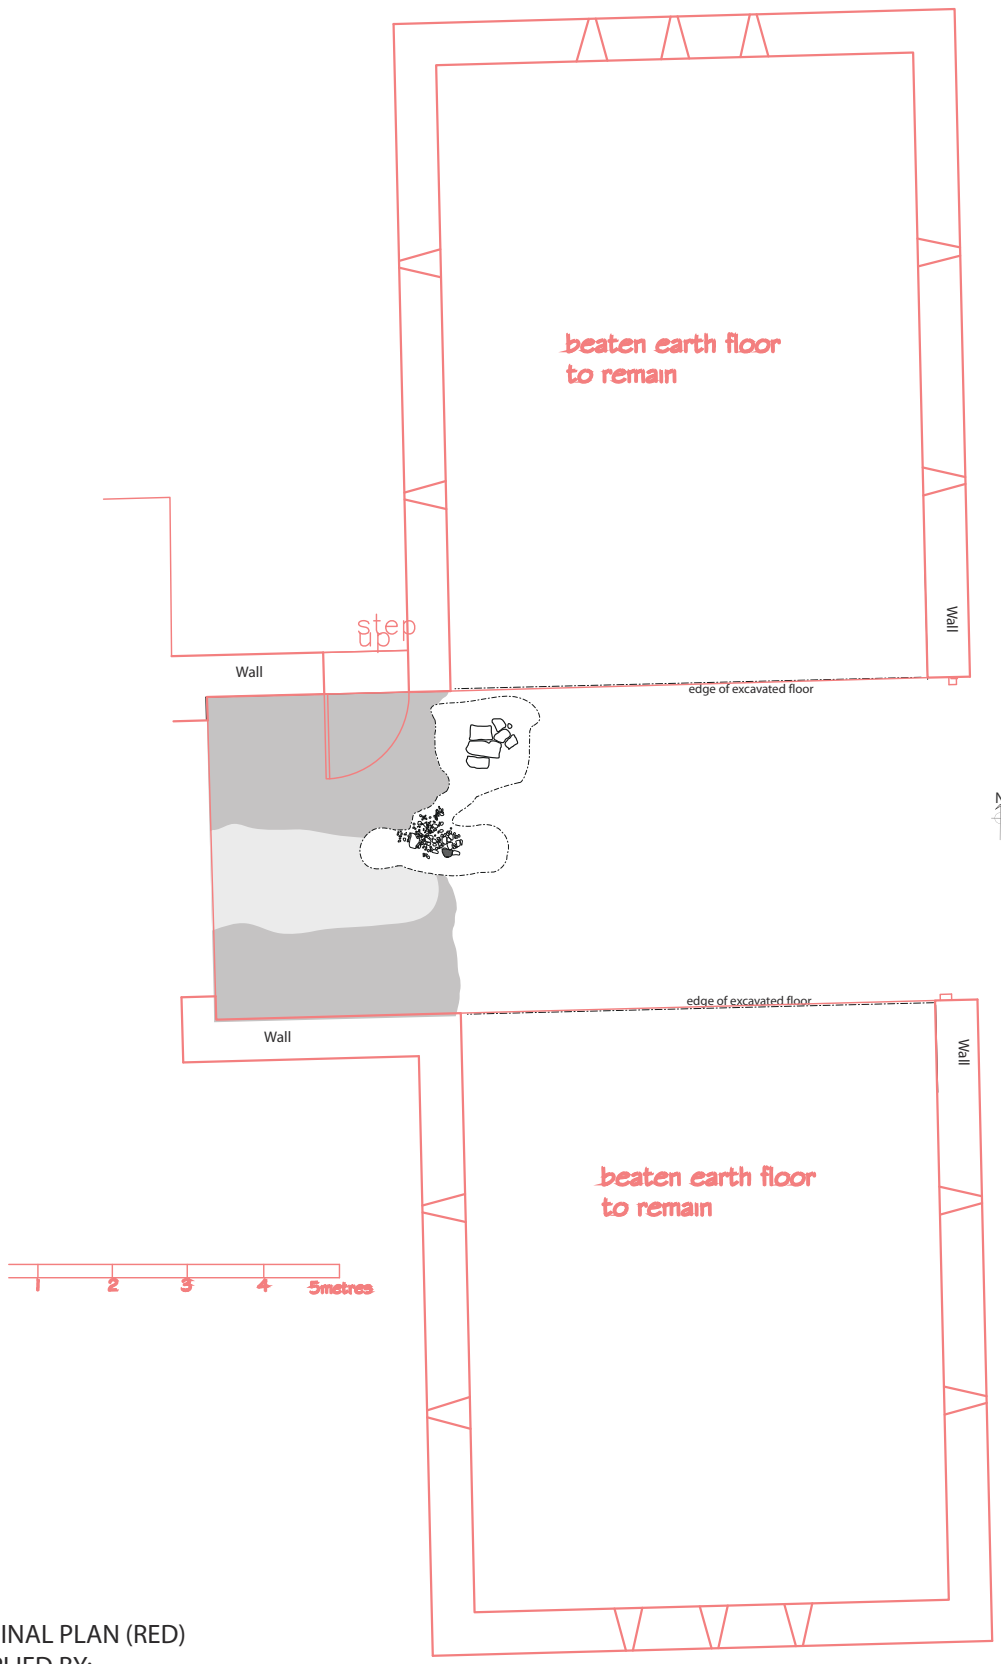 beaten earth floor
to remain
Wall
step
up
Wall
edge of excavated floor
N
edge of excavated floor
Wall
Wall
beaten earth floor
to remain
1 2 3 4 5metres
INAL PLAN (RED)